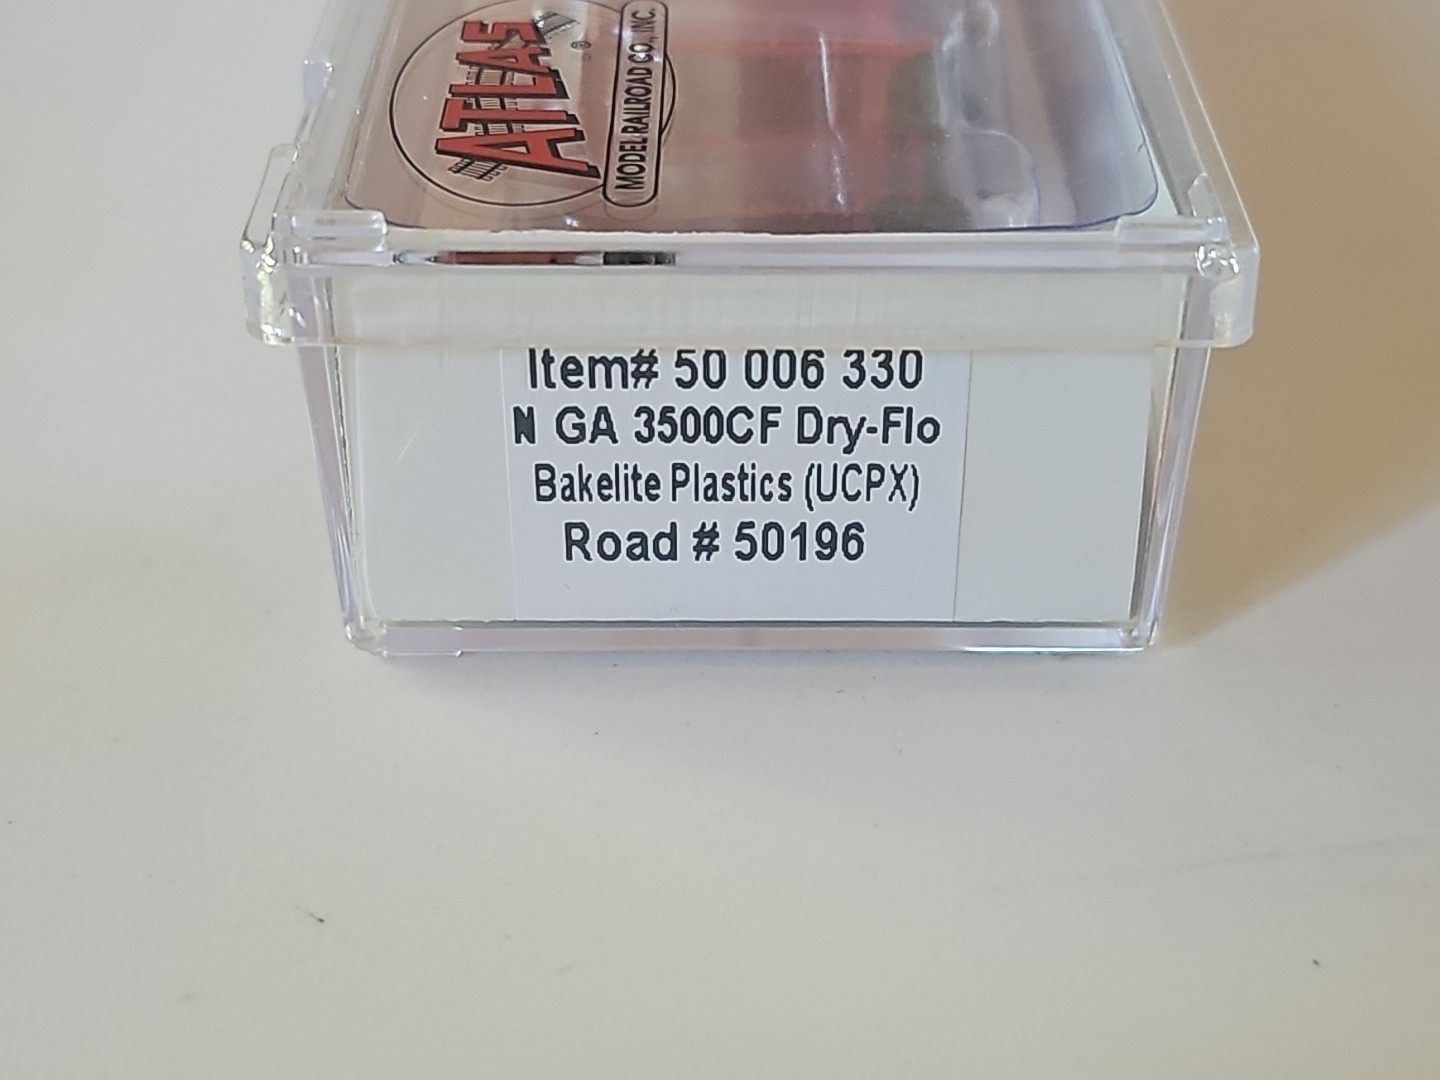 ATLAS
®
MODEL RAILROAD CO., INC.
Item# 50 006 330
N GA 3500CF Dry-Flo
Bakelite Plastics (UCPX)
Road # 50196